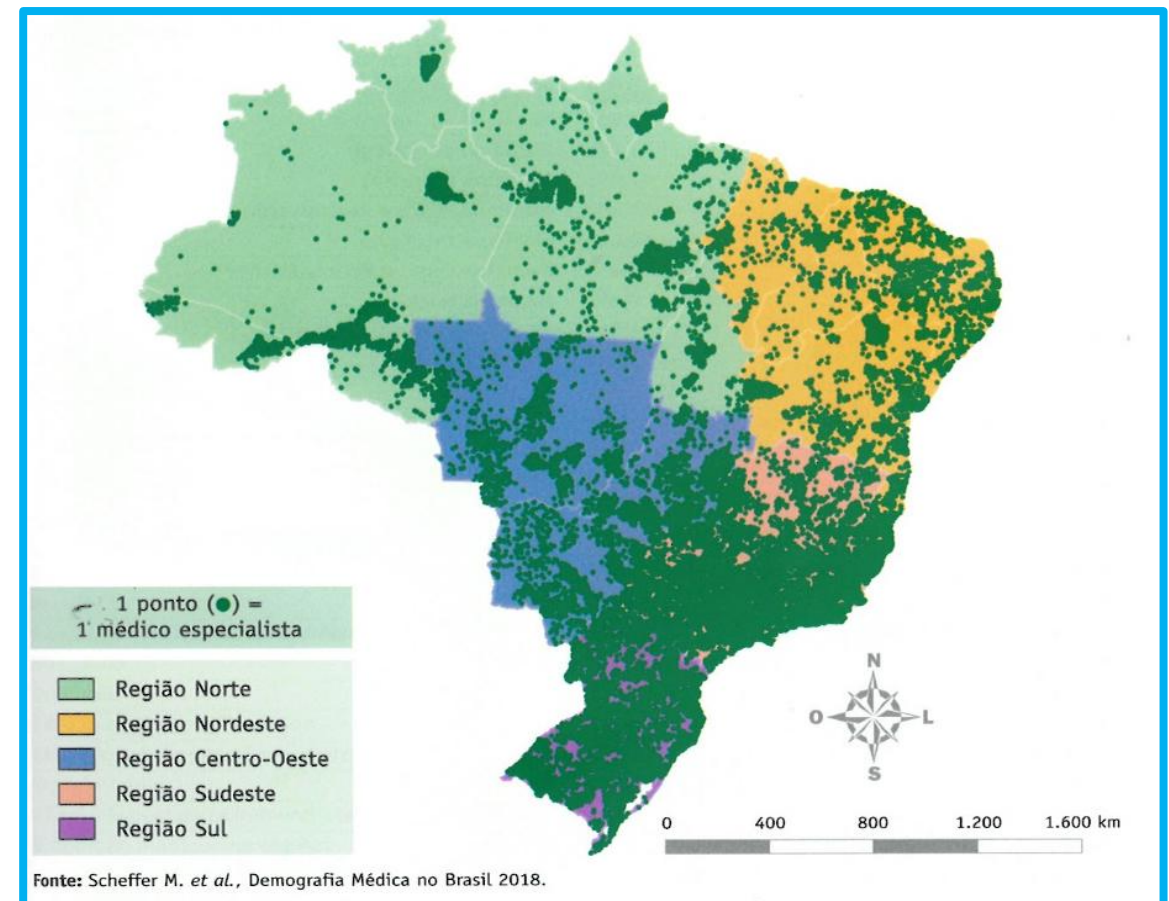 1 ponto (●) =
1 médico especialista
Região Norte
Região Nordeste
Região Centro-Oeste
Região Sudeste
Região Sul
N
O
L
S
0 400 800 1.200 1.600 km
Fonte: Scheffer M. et al., Demografia Médica no Brasil 2018.